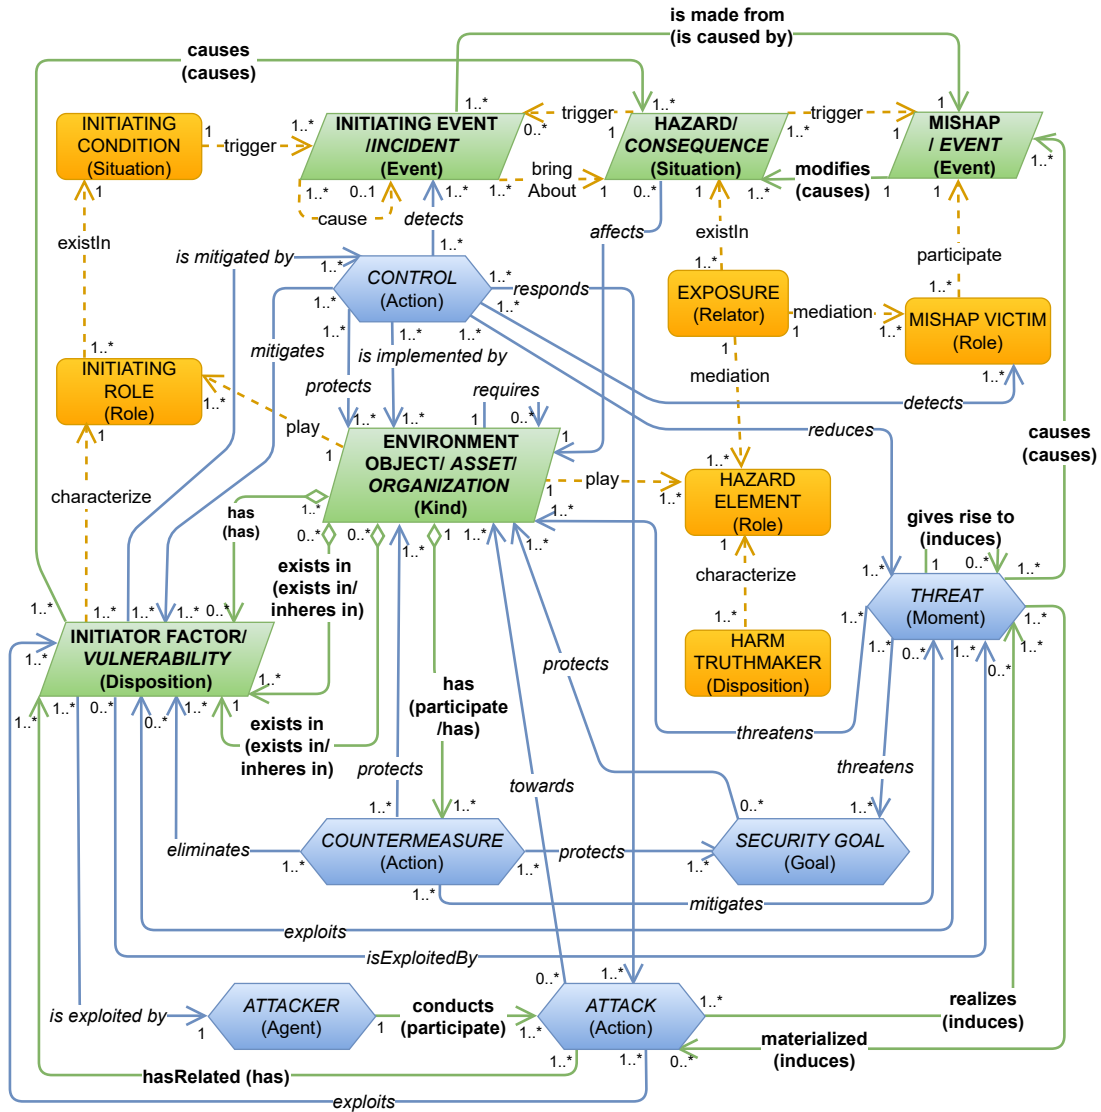 is made from
(is caused by)
causes
(causes)
1..*
trigger
1..*
trigger
0..*
1
1..*
1
INITIATING
CONDITION
(Situation)
1
trigger
1..*
INITIATING EVENT
/INCIDENT
(Event)
HAZARD/
CONSEQUENCE
(Situation)
MISHAP
/ EVENT
(Event)
1..*
1
1..*
0..1
1..*
1..*
bring
About
1
0..*
1
1..*
modifies
(causes)
1
1
1
cause
detects
affects
existIn
participate
existIn
is mitigated by
1..*
1..*
1..*
1..*
1..*
CONTROL
(Action)
1..*
responds
1..*
EXPOSURE
(Relator)
mediation
1
1..*
MISHAP VICTIM
(Role)
1..*
1..*
1..*
1..*
1
mitigates
is implemented by
1..*
INITIATING
ROLE
(Role)
1..*
protects
requires
mediation
1..*
detects
1
play
1
1..*
1..*
1
0..*
1
reduces
causes
(causes)
ENVIRONMENT
OBJECT/ ASSET/
ORGANIZATION
(Kind)
1
play
1..*
1..*
HAZARD
ELEMENT
(Role)
characterize
has
(has)
1..*
0..*
0..*
1..*
1
1..*
1..*
1..*
1
gives rise to
(induces)
exists in
(exists in/
inheres in)
characterize
1..*
1
0..*
1..*
THREAT
(Moment)
1..*
1..*
1..*
1..*
1..*
0..*
1..*
INITIATOR FACTOR/
VULNERABILITY
(Disposition)
1..*
HARM
TRUTHMAKER
(Disposition)
1..*
1..*
0..*
1..*
0..*
1..*
protects
1..*
1..*
0..*
0..*
1..*
1
1..*
has
(participate
/has)
exists in
(exists in/
inheres in)
threatens
protects
towards
threatens
1..*
1..*
0..*
1..*
eliminates
1..*
COUNTERMEASURE
(Action)
protects
1..*
1..*
SECURITY GOAL
(Goal)
1..*
mitigates
exploits
isExploitedBy
0..*
1..*
is exploited by
1
ATTACKER
(Agent)
1
conducts
(participate)
1..*
ATTACK
(Action)
1..*
realizes
(induces)
materialized
(induces)
1..*
1..*
0..*
hasRelated (has)
exploits